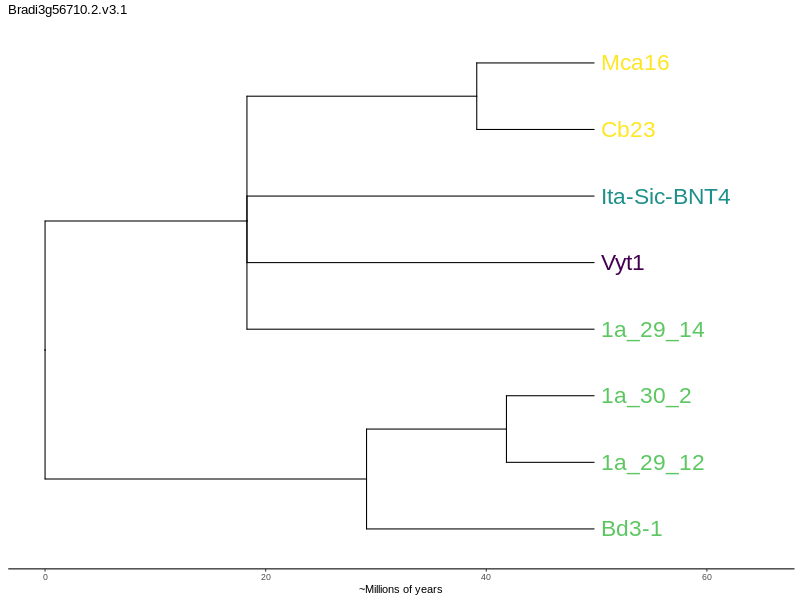 Bradi3g56710.2.v3.1
Mca16
Cb23
Ita-Sic-BNT4
Vyt1
1a_29_14
1a_30_2
1a_29_12
Bd3-1
0 20 40 60
~Millions of years